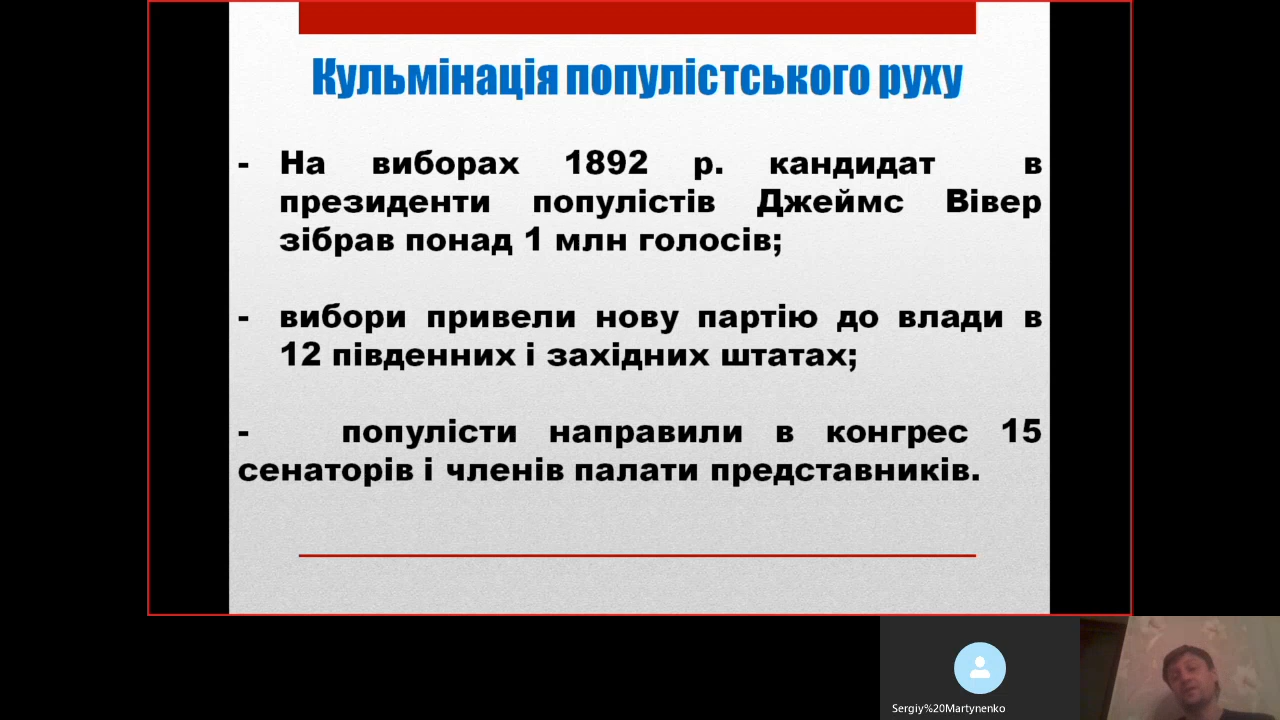 Кульмінація популістського руху
- На виборах 1892 р. кандидат в
президенти популістів Джеймс Вівер
зібрав понад 1 млн голосів;
- вибори привели нову партію до влади в
12 південних і західних штатах;
- популісти направили в конгрес 15
сенаторів і членів палати представників.
Sergiy%20Martynenko